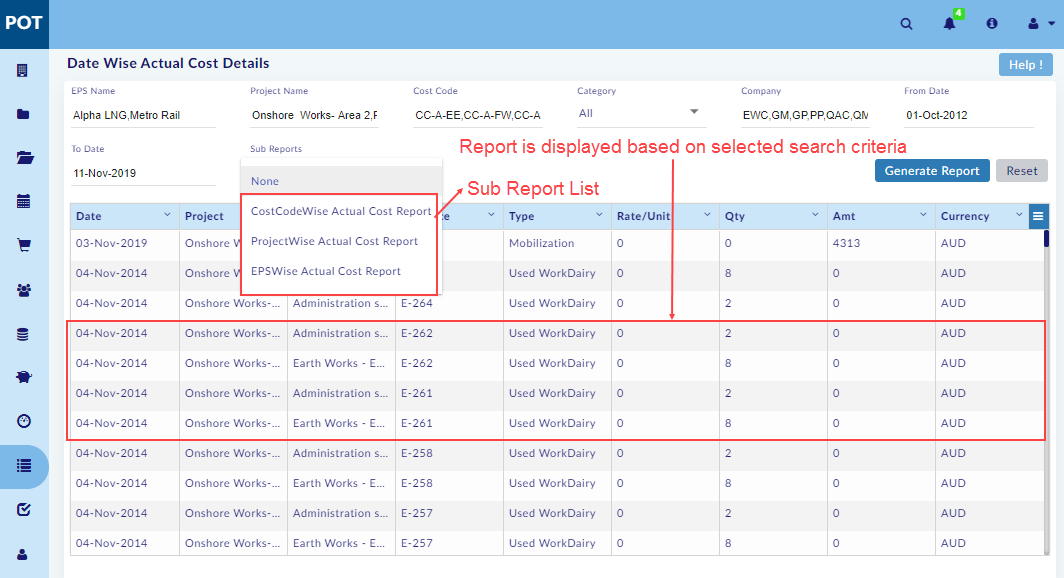 POT
4
Date Wise Actual Cost Details
Help !
EPS Name
Project Name
Cost Code
Category
Company
From Date
Alpha LNG,Metro Rail
Onshore Works- Area 2,F
CC-A-EE,CC-A-FW,CC-A
All
EWC,GM,GP,PP,QAC,QM
01-Oct-2012
To Date
Sub Reports
Report is displayed based on selected search criteria
11-Nov-2019
None
Generate Report
Reset
Sub Report List
CostCodeWise Actual Cost Report
ProjectWise Actual Cost Report
EPSWise Actual Cost Report
Date Project Type Rate/Unit Qty Amt Currency
03-Nov-2019 Onshore W Mobilization 0 0 4313 AUD
04-Nov-2014 Onshore W Used WorkDairy 0 8 0 AUD
04-Nov-2014 Onshore Works-... Administration s... E-264 Used WorkDairy 0 2 0 AUD
04-Nov-2014 Onshore Works-... Administration s... E-262 Used WorkDairy 0 2 0 AUD
04-Nov-2014 Onshore Works-... Earth Works - E... E-262 Used WorkDairy 0 8 0 AUD
04-Nov-2014 Onshore Works-... Administration s... E-261 Used WorkDairy 0 2 0 AUD
04-Nov-2014 Onshore Works-... Earth Works - E... E-261 Used WorkDairy 0 8 0 AUD
04-Nov-2014 Onshore Works-... Administration s... E-258 Used WorkDairy 0 2 0 AUD
04-Nov-2014 Onshore Works-... Earth Works - E... E-258 Used WorkDairy 0 8 0 AUD
04-Nov-2014 Onshore Works-... Administration s... E-257 Used WorkDairy 0 2 0 AUD
04-Nov-2014 Onshore Works-... Earth Works - E... E-257 Used WorkDairy 0 8 0 AUD